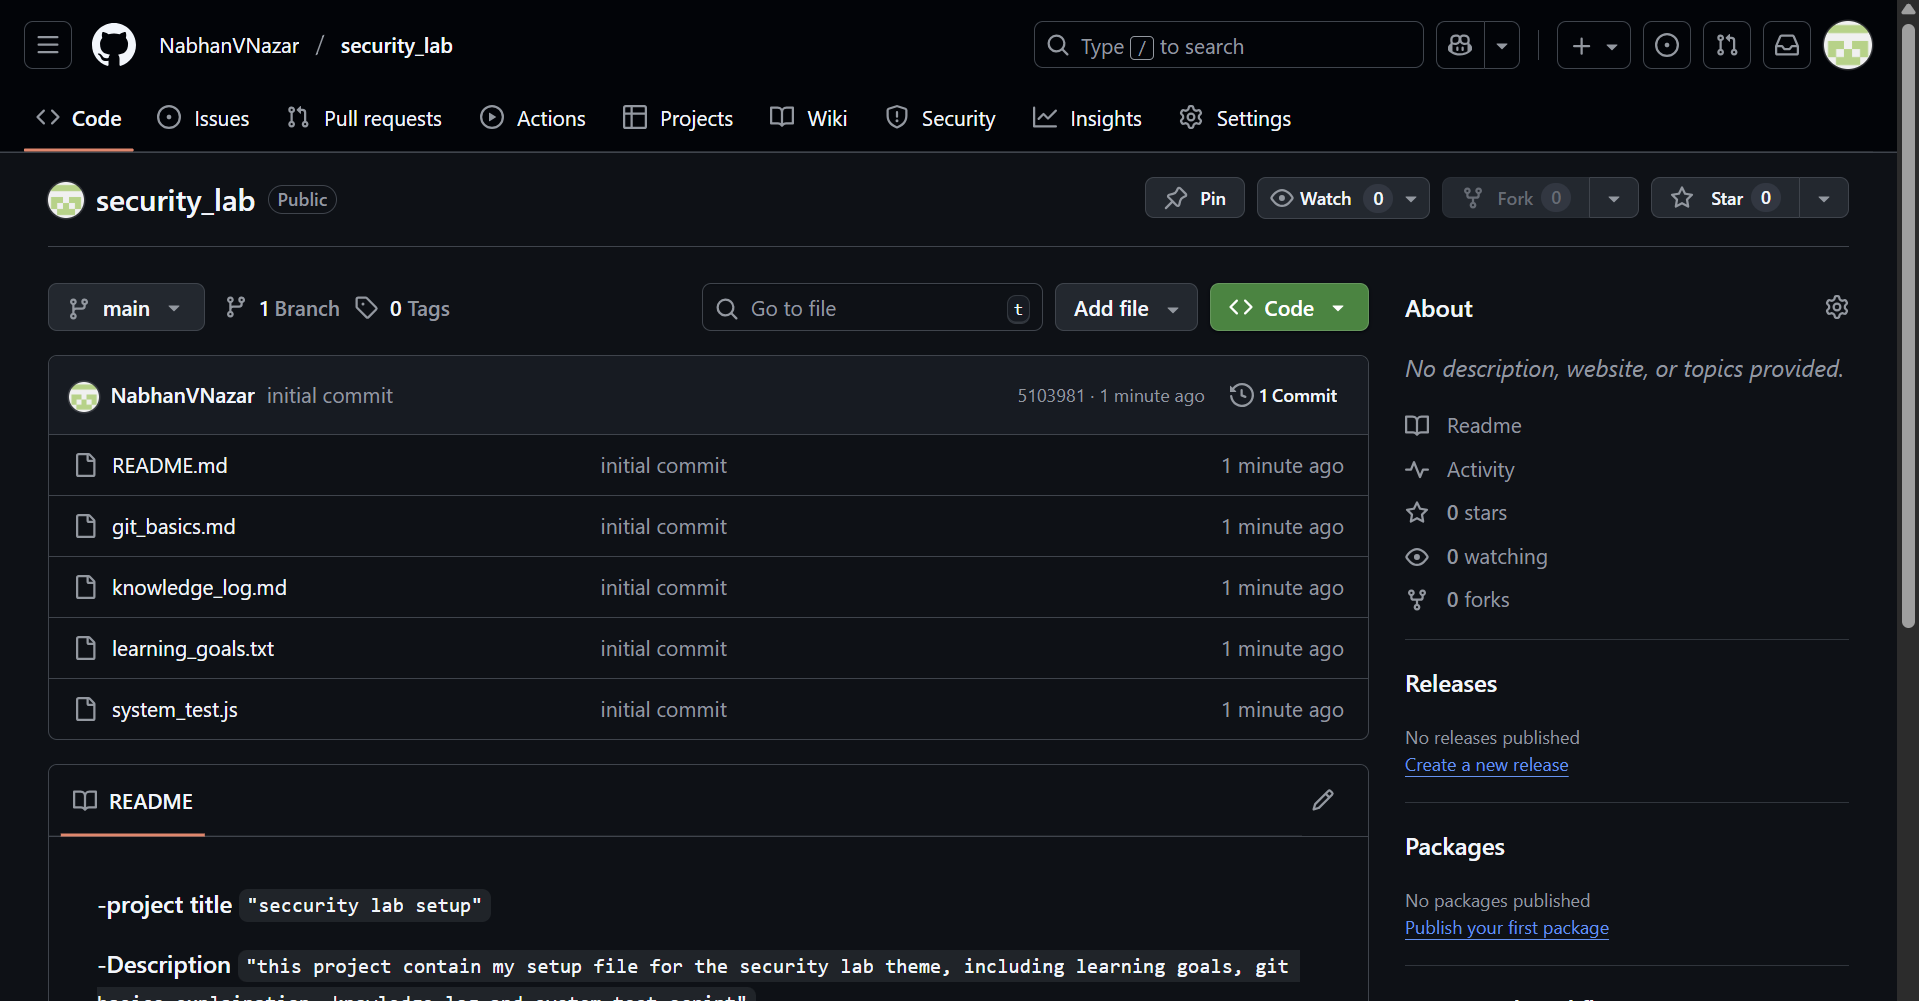 NabhanVNazar / security_lab
Type / to search
Code Issues Pull requests Actions Projects Wiki Security Insights Settings
security_lab Public
Pin Watch 0 Fork 0 Star 0
main 1 Branch 0 Tags
Go to file t Add file Code
NabhanVNazar initial commit 5103981 · 1 minute ago 1 Commit
README.md initial commit 1 minute ago
git_basics.md initial commit 1 minute ago
knowledge_log.md initial commit 1 minute ago
learning_goals.txt initial commit 1 minute ago
system_test.js initial commit 1 minute ago
README
-project title "seccurity lab setup"
-Description "this project contain my setup file for the security lab theme, including learning goals, git
About
No description, website, or topics provided.
Readme
Activity
0 stars
0 watching
0 forks
Releases
No releases published
Create a new release
Packages
No packages published
Publish your first package